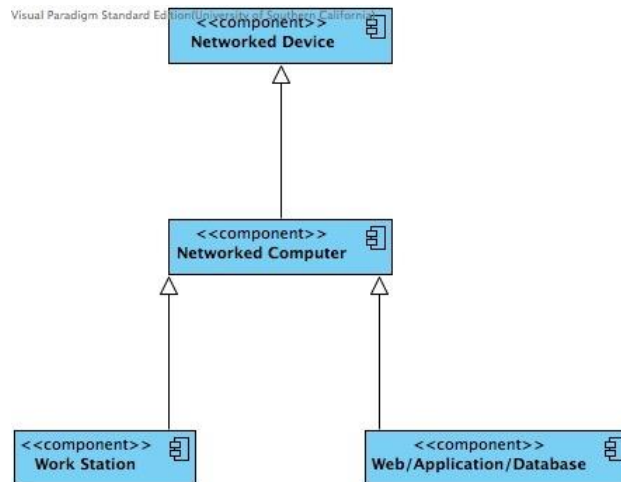 Visual Paradigm Standard Edition(University of Southern California)
<<component>>
Networked Device
<<component>>
Networked Computer
<<component>>
Work Station
<<component>>
Web/Application/Database